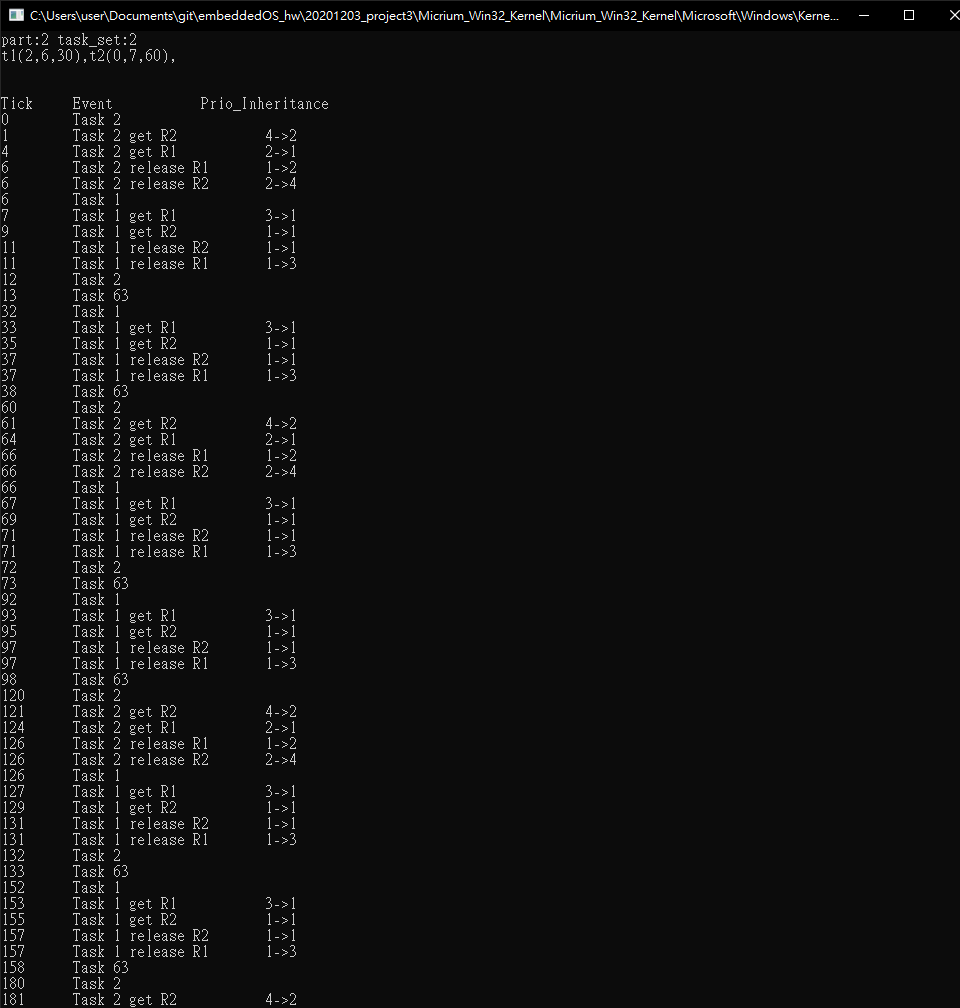 C:\Users\user\Documents\git\embeddedOS_hw\20201203_project3\Micrium_Win32_Kernel\Micrium_Win32_Kernel\Microsoft\Windows\Kerne...
part:2 task_set:2
t1(2,6,30),t2(0,7,60),
Tick Event Prio_Inheritance
0 Task 2
1 Task 2 get R2 4->2
4 Task 2 get R1 2->1
6 Task 2 release R1 1->2
6 Task 2 release R2 2->4
6 Task 1
7 Task 1 get R1 3->1
9 Task 1 get R2 1->1
11 Task 1 release R2 1->1
11 Task 1 release R1 1->3
12 Task 2
13 Task 63
32 Task 1
33 Task 1 get R1 3->1
35 Task 1 get R2 1->1
37 Task 1 release R2 1->1
37 Task 1 release R1 1->3
38 Task 63
60 Task 2
61 Task 2 get R2 4->2
64 Task 2 get R1 2->1
66 Task 2 release R1 1->2
66 Task 2 release R2 2->4
66 Task 1
67 Task 1 get R1 3->1
69 Task 1 get R2 1->1
71 Task 1 release R2 1->1
71 Task 1 release R1 1->3
72 Task 2
73 Task 63
92 Task 1
93 Task 1 get R1 3->1
95 Task 1 get R2 1->1
97 Task 1 release R2 1->1
97 Task 1 release R1 1->3
98 Task 63
120 Task 2
121 Task 2 get R2 4->2
124 Task 2 get R1 2->1
126 Task 2 release R1 1->2
126 Task 2 release R2 2->4
126 Task 1
127 Task 1 get R1 3->1
129 Task 1 get R2 1->1
131 Task 1 release R2 1->1
131 Task 1 release R1 1->3
132 Task 2
133 Task 63
152 Task 1
153 Task 1 get R1 3->1
155 Task 1 get R2 1->1
157 Task 1 release R2 1->1
157 Task 1 release R1 1->3
158 Task 63
180 Task 2
181 Task 2 get R2 4->2